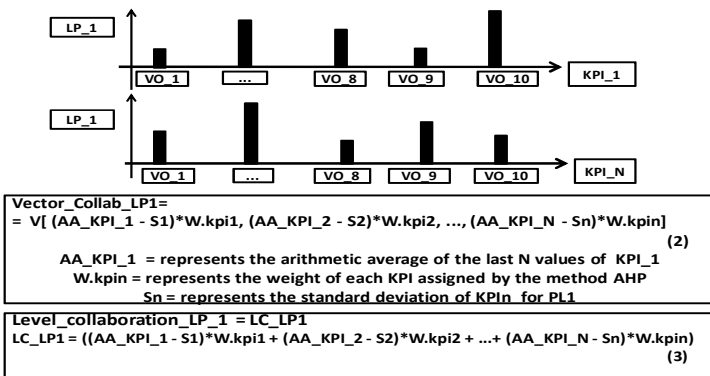 LP_1
VO_1 ... VO_8 VO_9 VO_10 KPI_1
LP_1
VO_1 ... VO_8 VO_9 VO_10 KPI_N
Vector_Collab_LP1=
= V[ (AA_KPI_1 - S1)*W.kpi1, (AA_KPI_2 - S2)*W.kpi2, ..., (AA_KPI_N - Sn)*W.kpin]
(2)
AA_KPI_1 = represents the arithmetic average of the last N values of KPI_1
W.kpin = represents the weight of each KPI assigned by the method AHP
Sn = represents the standard deviation of KPIn for PL1
Level_collaboration_LP_1 = LC_LP1
LC_LP1 = ((AA_KPI_1 - S1)*W.kpi1 + (AA_KPI_2 - S2)*W.kpi2 + ...+ (AA_KPI_N - Sn)*W.kpin)
(3)